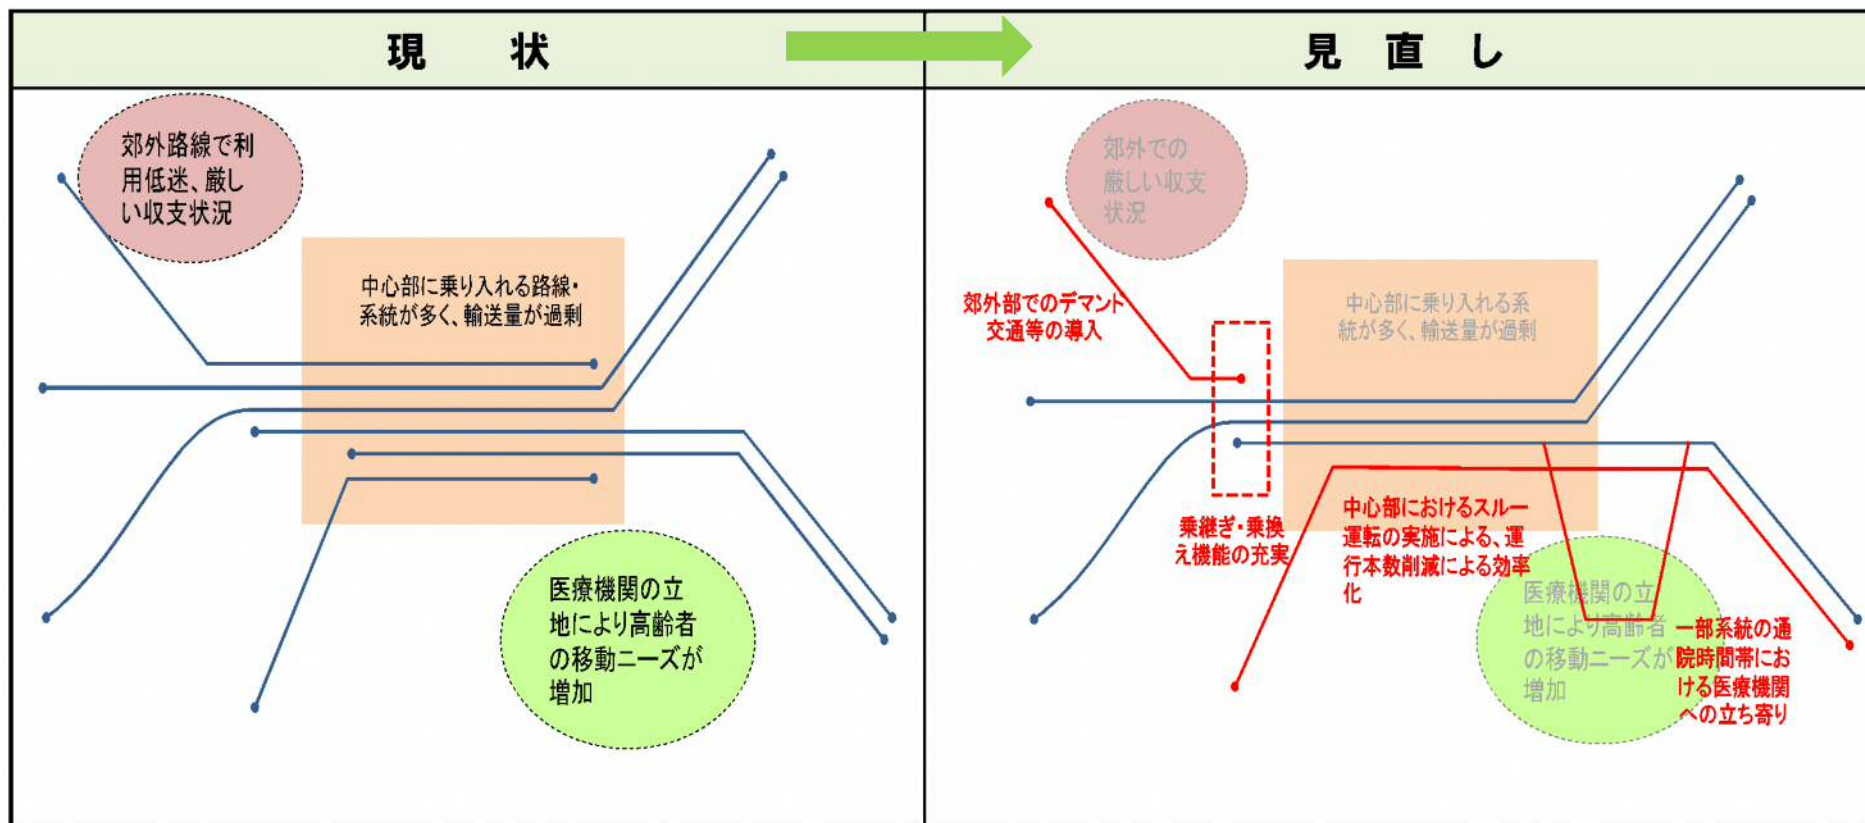 現 状
見 直 し
郊外路線で利
用低迷、厳し
い収支状況
中心部に乗り入れる路線・
系統が多く、輸送量が過剰
医療機関の立
地により高齢者
の移動ニーズが
増加
郊外での
厳しい収支
状況
郊外部でのデマント
交通等の導入
中心部に乗り入れる系
統が多く、輸送量が過剰
乗継ぎ・乗換
え機能の充実
中心部におけるスルー
運転の実施による、運
行本数削減による効率
化
医療機関の立
地により高齢者
の移動ニーズが
増加
一部系統の通
院時間帯にお
ける医療機関
への立ち寄り